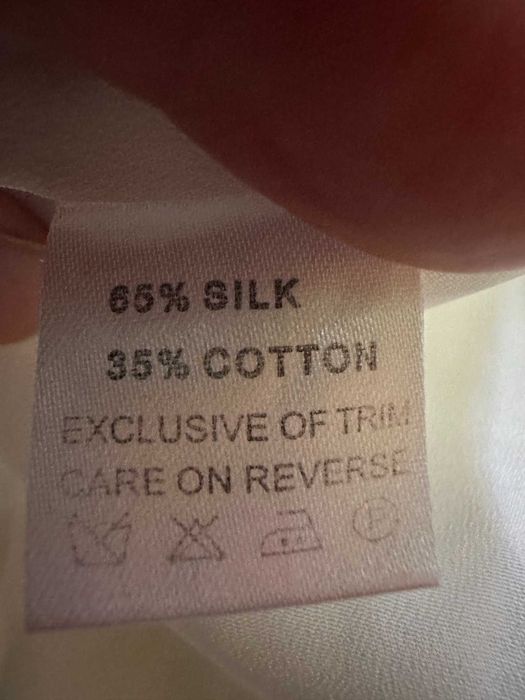 65% SILK
35% COTTON
EXCLUSIVE OF TRIM
CARE ON REVERSE
P